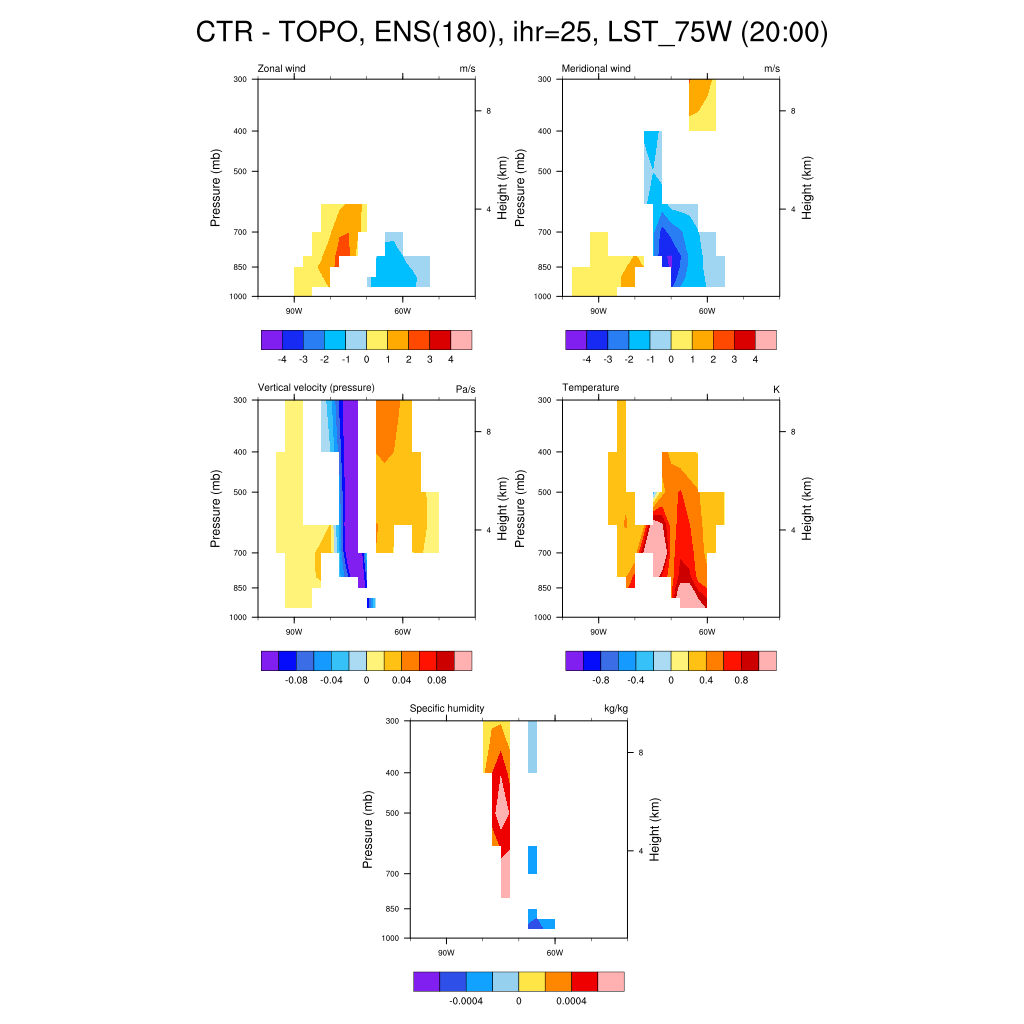 CTR - TOPO, ENS(180), ihr=25, LST_75W (20:00)
Zonal wind m/s
Pressure (mb)
300
400
500
700
850
1000
90W 60W
8
4
Height (km)
-4 -3 -2 -1 0 1 2 3 4
Meridional wind m/s
Pressure (mb)
300
400
500
700
850
1000
90W 60W
8
4
Height (km)
-4 -3 -2 -1 0 1 2 3 4
Vertical velocity (pressure) Pa/s
Pressure (mb)
300
400
500
700
850
1000
90W 60W
8
4
Height (km)
-0.08 -0.04 0 0.04 0.08
Temperature K
Pressure (mb)
300
400
500
700
850
1000
90W 60W
8
4
Height (km)
-0.8 -0.4 0 0.4 0.8
Specific humidity kg/kg
Pressure (mb)
300
400
500
700
850
1000
90W 60W
8
4
Height (km)
-0.0004 0 0.0004